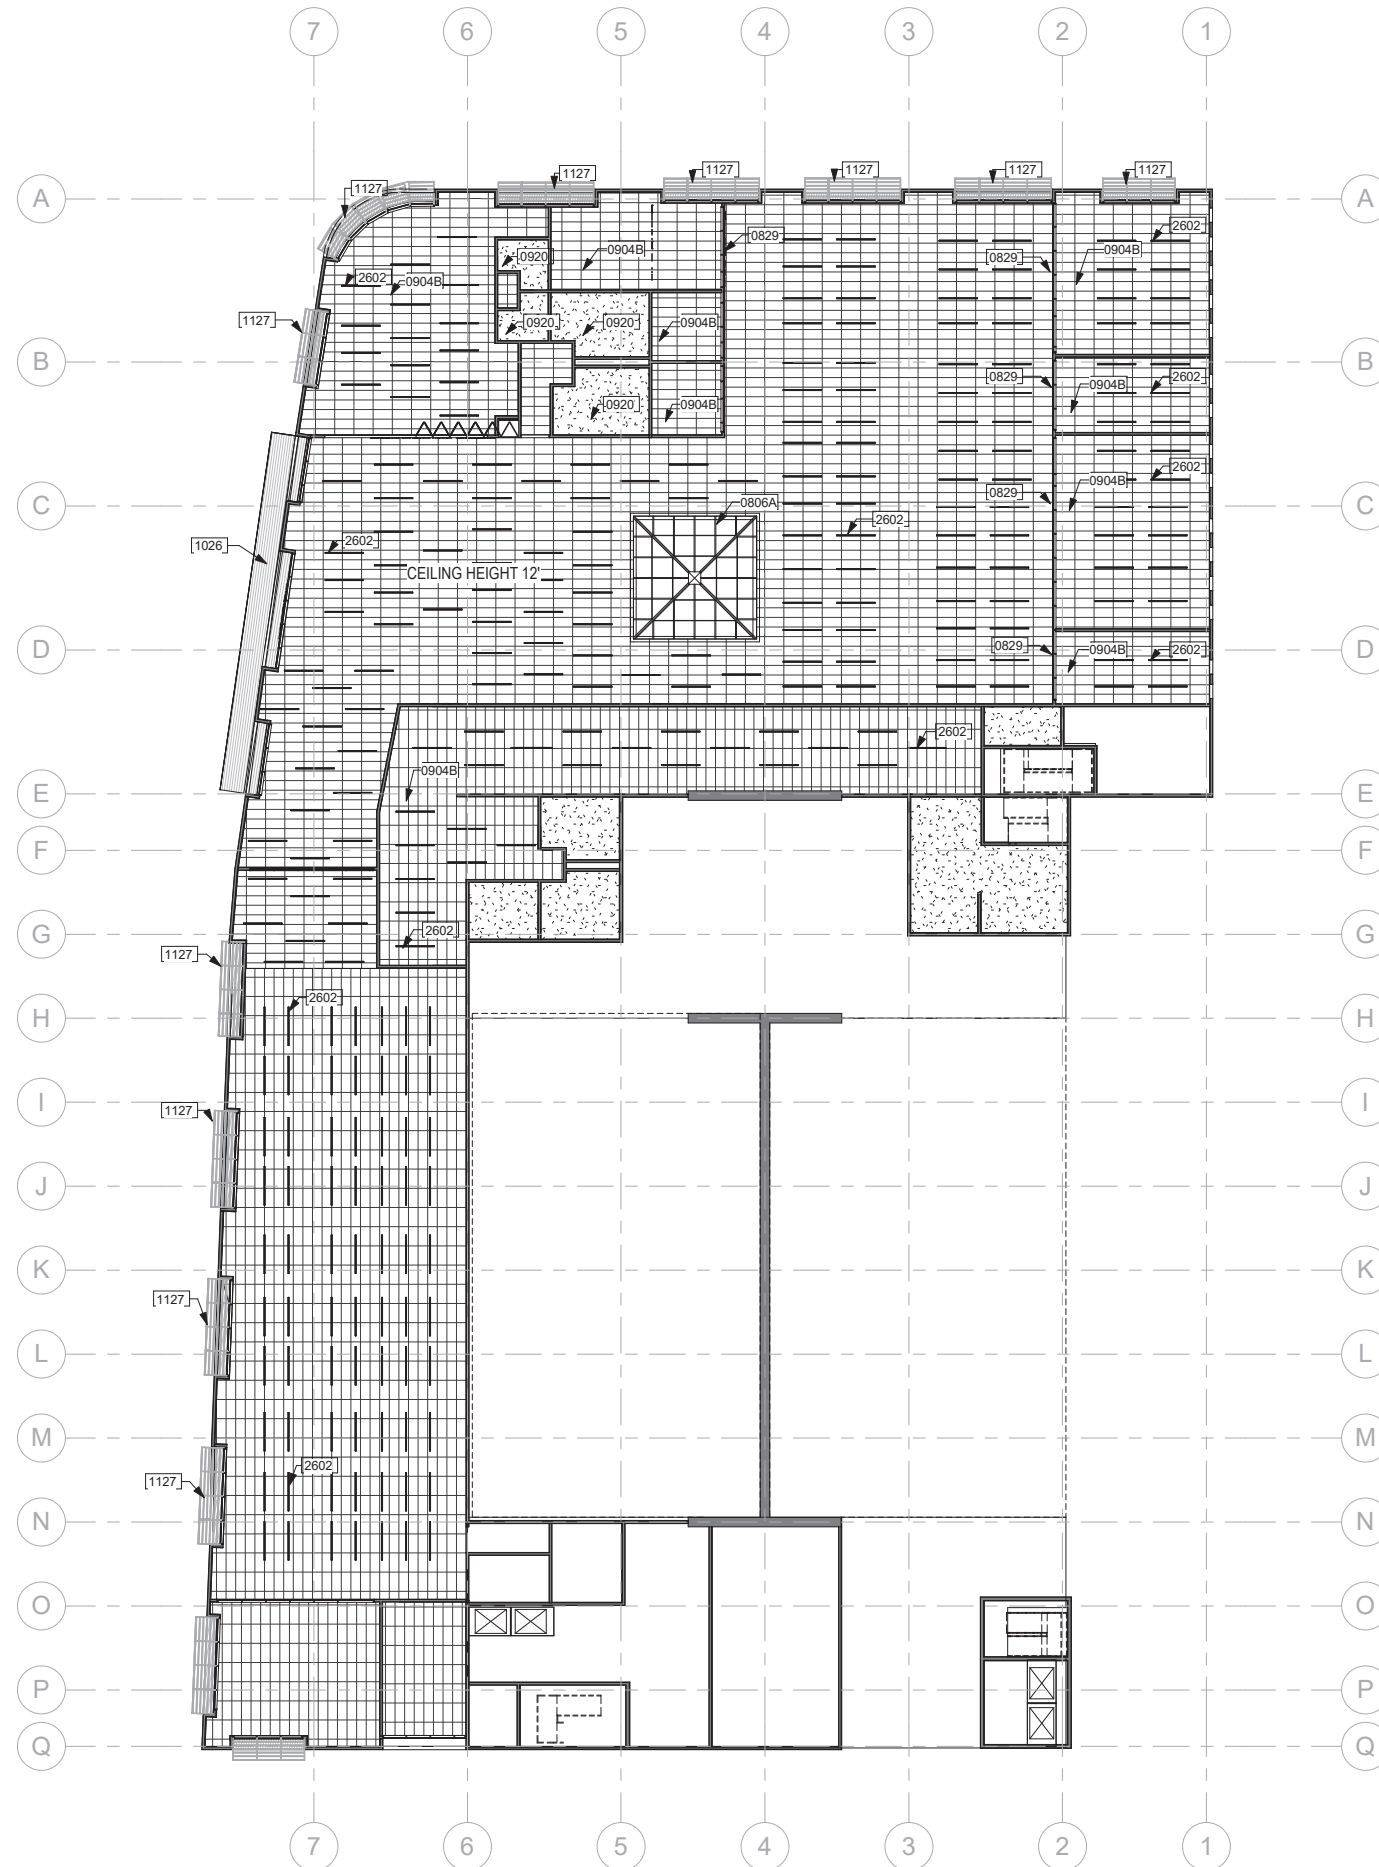 7 6 5 4 3 2 1
1127 1127 1127 1127 1127
1127
A A
2602
0829
0904B 0904B
0920 0829
2602 0904B
1127 0920 0920 0904B
B B
0829 2602
0904B
0920 0904B
2602
0904B
0829
C 0806A C
2602
2602
1026
CEILING HEIGHT 12'
D 0829 0904B 2602 D
2602
0904B
E E
F F
2602
G G
1127
2602
H H
I I
1127
J J
K K
1127
L L
M M
2602
1127
N N
O O
P P
Q Q
7 6 5 4 3 2 1